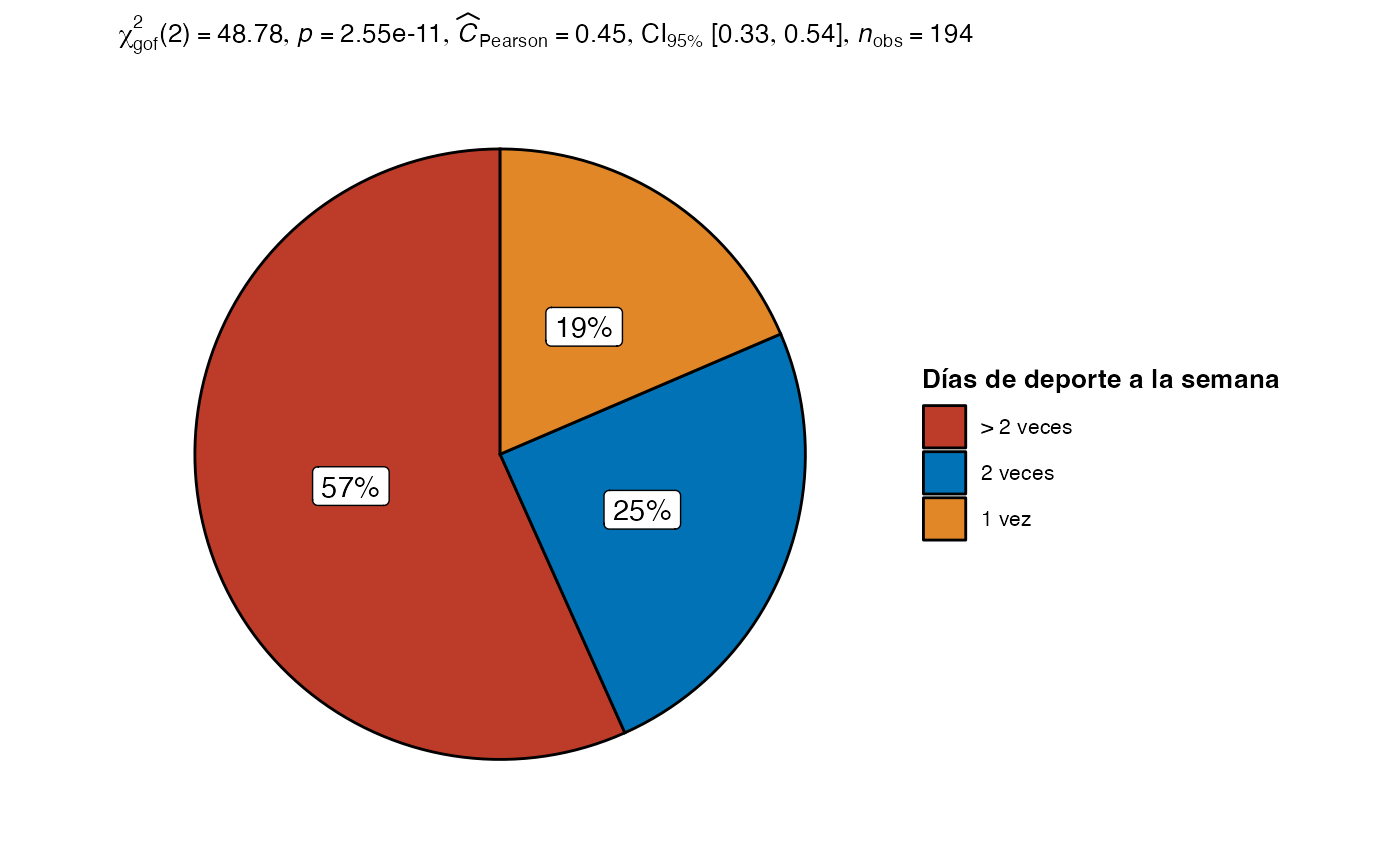 χ²gof(2) = 48.78, p = 2.55e-11, ĈPearson = 0.45, CI95% [0.33, 0.54], nobs = 194
19%
57%
25%
Días de deporte a la semana
> 2 veces
2 veces
1 vez